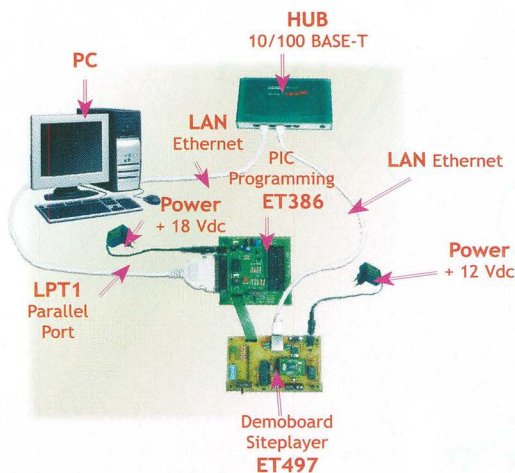 HUB
10/100 BASE-T
PC
LAN
Ethernet
PIC
Programming
ET386
LAN Ethernet
Power
+ 18 Vdc
Power
+ 12 Vdc
LPT1
Parallel
Port
Demoboard
Siteplayer
ET497